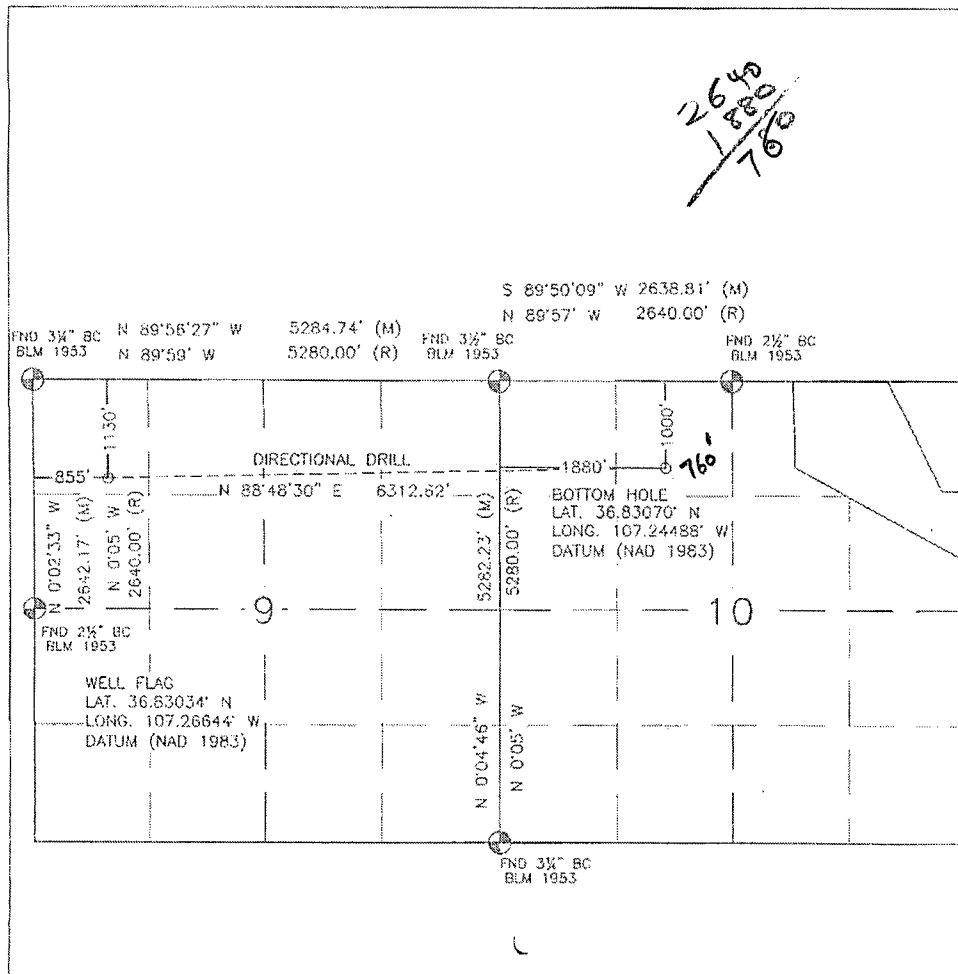 2640
1880
760
S 89°50'09" W 2638.81' (M)
N 89°57' W 2640.00' (R)
N 89°56'27" W 5284.74' (M)
N 89°59' W 5280.00' (R)
FND 3¼" BC
BLM 1953
FND 3½" BC
BLM 1953
FND 2½" BC
BLM 1953
1130'
1000'
855'
DIRECTIONAL DRILL
N 88°48'30" E 6312.62'
1880'
760'
BOTTOM HOLE
LAT. 36.83070° N
LONG. 107.24488° W
DATUM (NAD 1983)
N 0°02'33" W
2642.17' (M)
N 0°05' W
2640.00' (R)
5282.23' (M)
5280.00' (R)
9
10
FND 2½" BC
BLM 1953
WELL FLAG
LAT. 36.83034° N
LONG. 107.26644° W
DATUM (NAD 1983)
N 0°04'46" W
N 0°05' W
FND 3¼" BC
BLM 1953